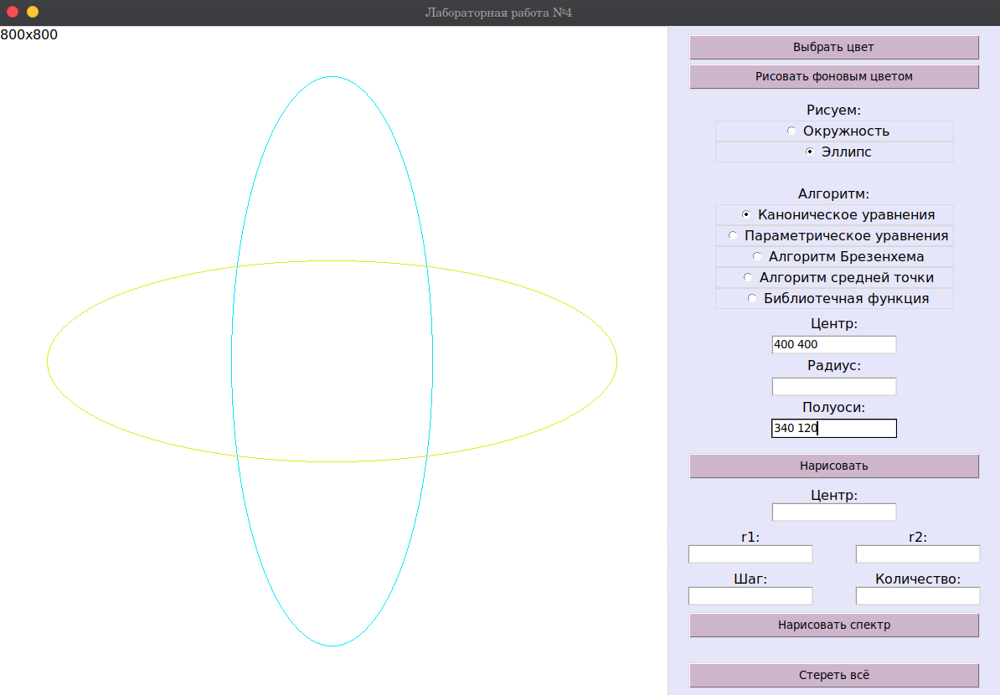 Лабораторная работа №4
800x800
Выбрать цвет
Рисовать фоновым цветом
Рисуем:
Окружность
Эллипс
Алгоритм:
Каноническое уравнения
Параметрическое уравнения
Алгоритм Брезенхема
Алгоритм средней точки
Библиотечная функция
Центр:
400 400
Радиус:
Полуоси:
340 120
Нарисовать
Центр:
r1: r2:
Шаг: Количество:
Нарисовать спектр
Стереть всё